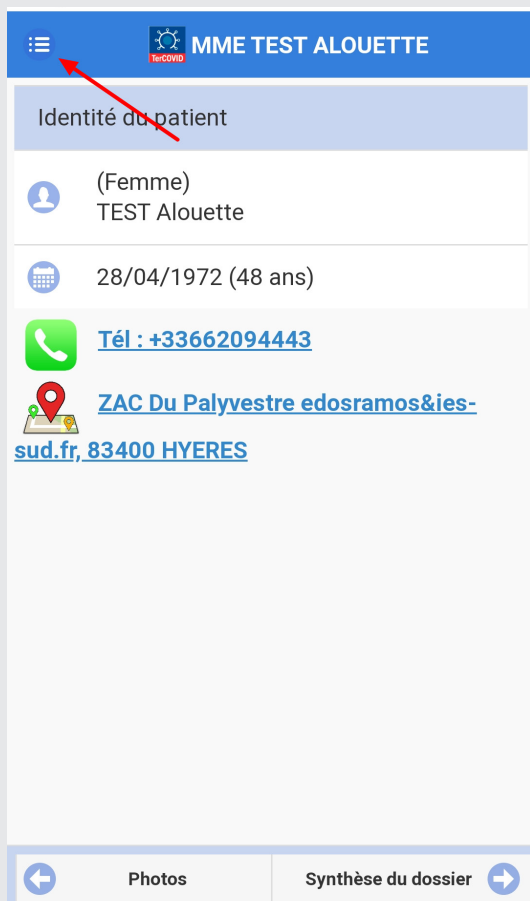 TerCOVID
MME TEST ALOUETTE
Identité du patient
(Femme)
TEST Alouette
28/04/1972 (48 ans)
Tél : +33662094443
ZAC Du Palyvestre edosramos&ies-
sud.fr, 83400 HYERES
Photos
Synthèse du dossier